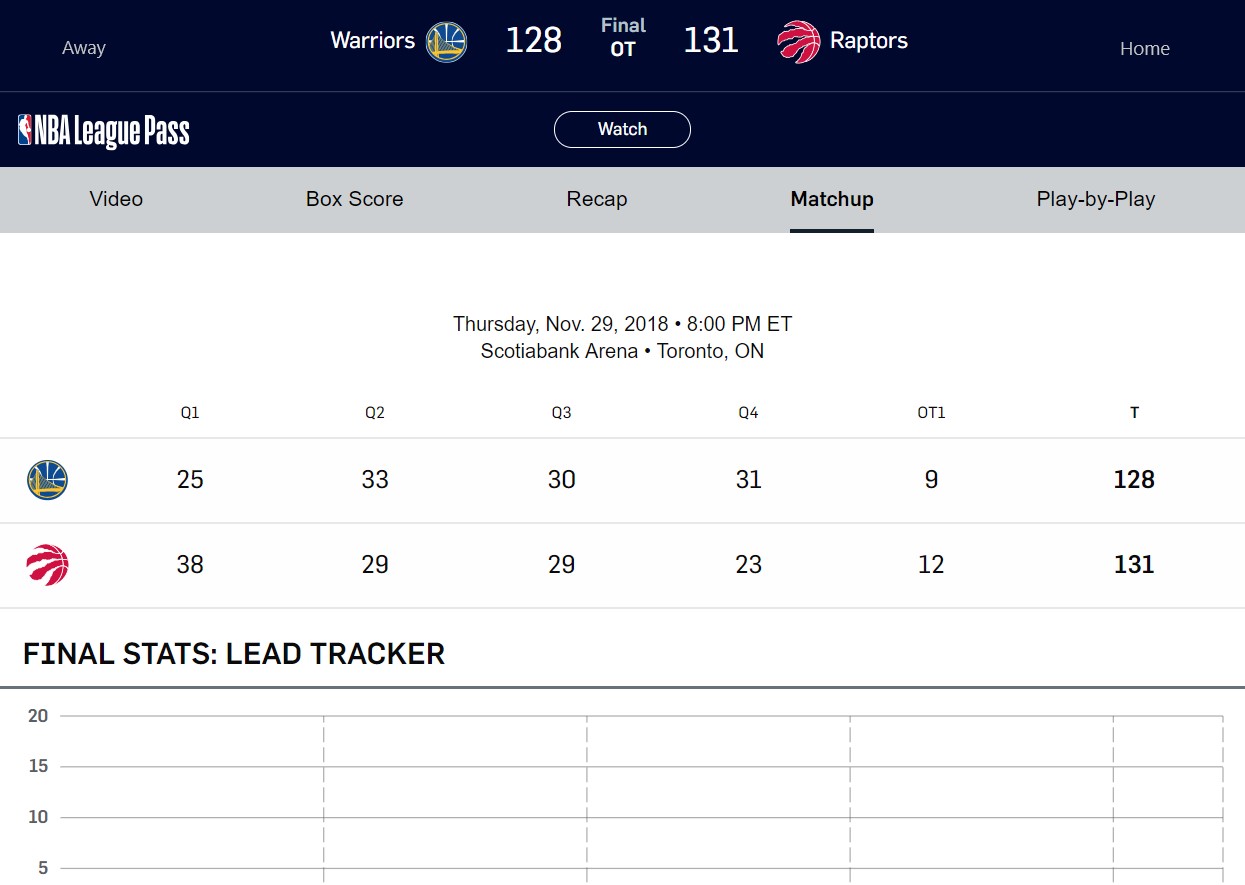 Away
Warriors 128 Final OT 131 Raptors
Home
NBA League Pass
Watch
Video Box Score Recap Matchup Play-by-Play
Thursday, Nov. 29, 2018 • 8:00 PM ET
Scotiabank Arena • Toronto, ON
Q1 Q2 Q3 Q4 OT1 T
25 33 30 31 9 128
38 29 29 23 12 131
FINAL STATS: LEAD TRACKER
20
15
10
5